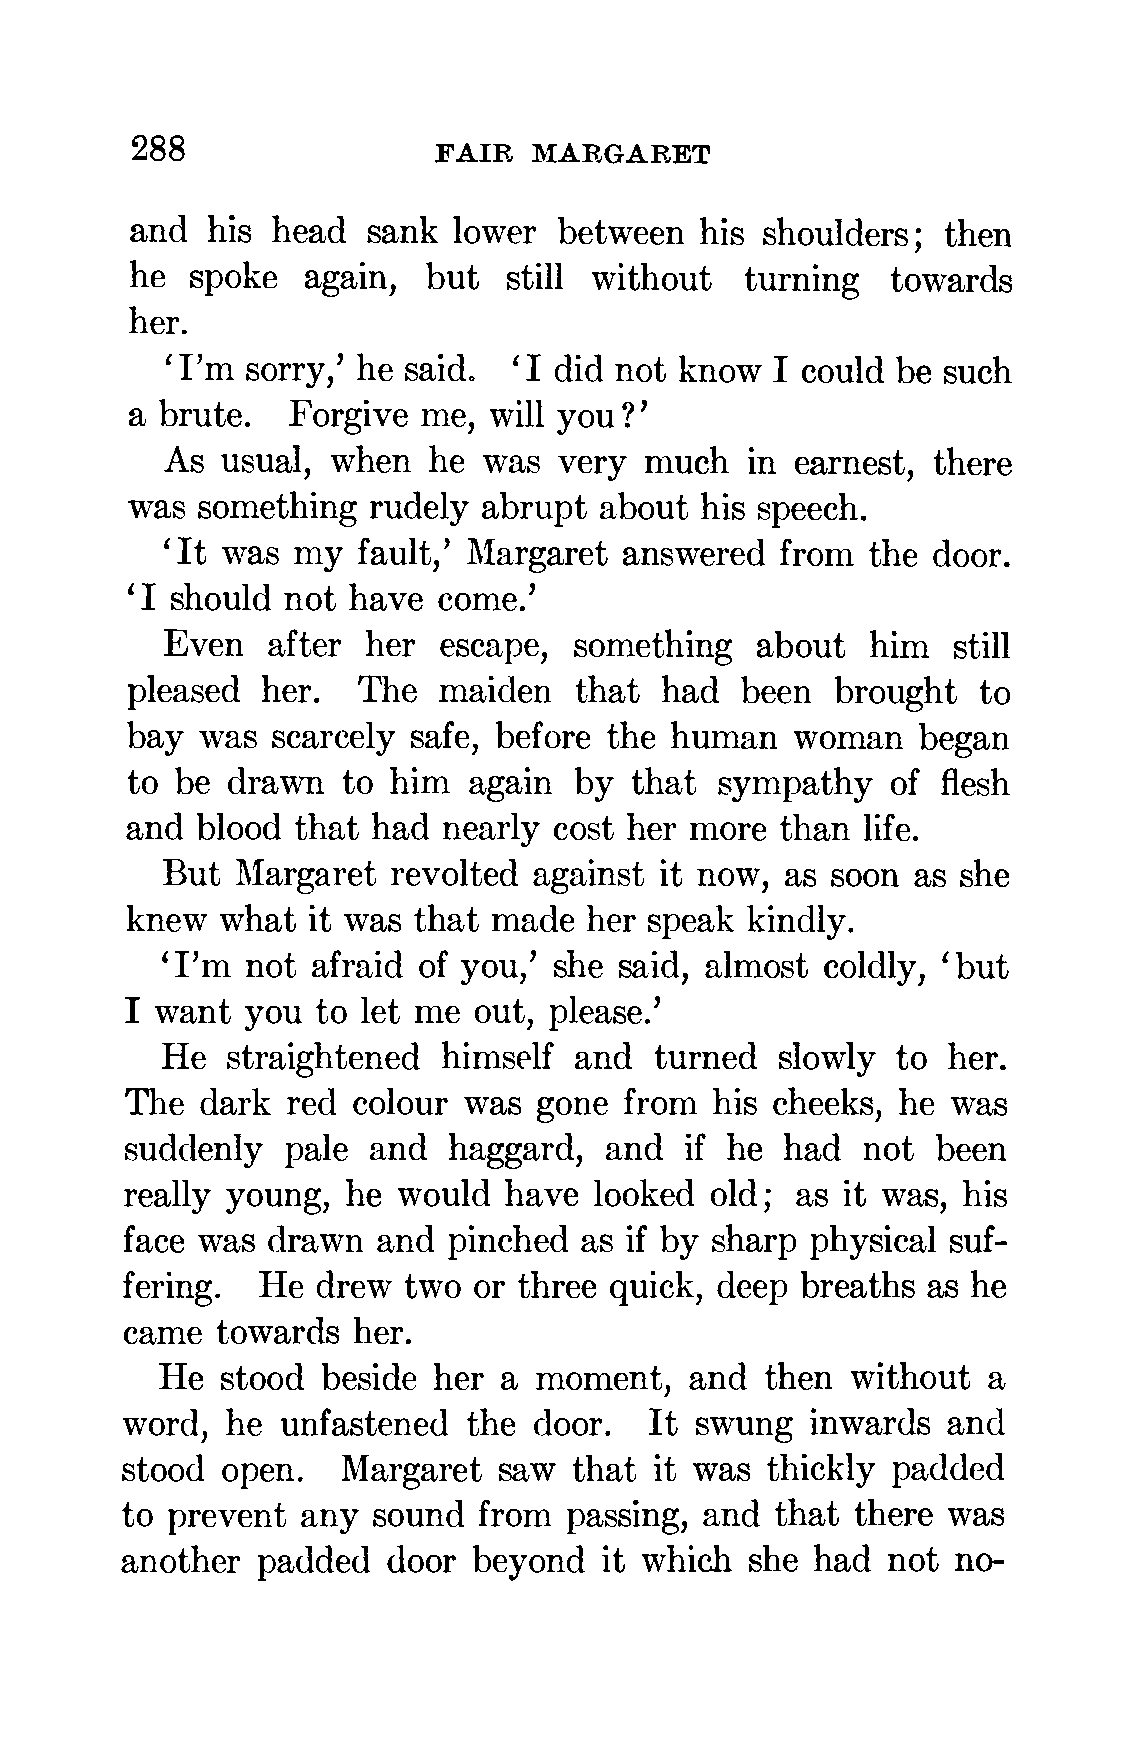 288 FAIR MARGARET
and his head sank lower between his shoulders; then
he spoke again, but still without turning towards
her.
‘I’m sorry,’ he said. ‘I did not know I could be such
a brute. Forgive me, will you?’
As usual, when he was very much in earnest, there
was something rudely abrupt about his speech.
‘It was my fault,’ Margaret answered from the door.
‘I should not have come.’
Even after her escape, something about him still
pleased her. The maiden that had been brought to
bay was scarcely safe, before the human woman began
to be drawn to him again by that sympathy of flesh
and blood that had nearly cost her more than life.
But Margaret revolted against it now, as soon as she
knew what it was that made her speak kindly.
‘I’m not afraid of you,’ she said, almost coldly, ‘but
I want you to let me out, please.’
He straightened himself and turned slowly to her.
The dark red colour was gone from his cheeks, he was
suddenly pale and haggard, and if he had not been
really young, he would have looked old; as it was, his
face was drawn and pinched as if by sharp physical suf-
fering. He drew two or three quick, deep breaths as he
came towards her.
He stood beside her a moment, and then without a
word, he unfastened the door. It swung inwards and
stood open. Margaret saw that it was thickly padded
to prevent any sound from passing, and that there was
another padded door beyond it which she had not no-